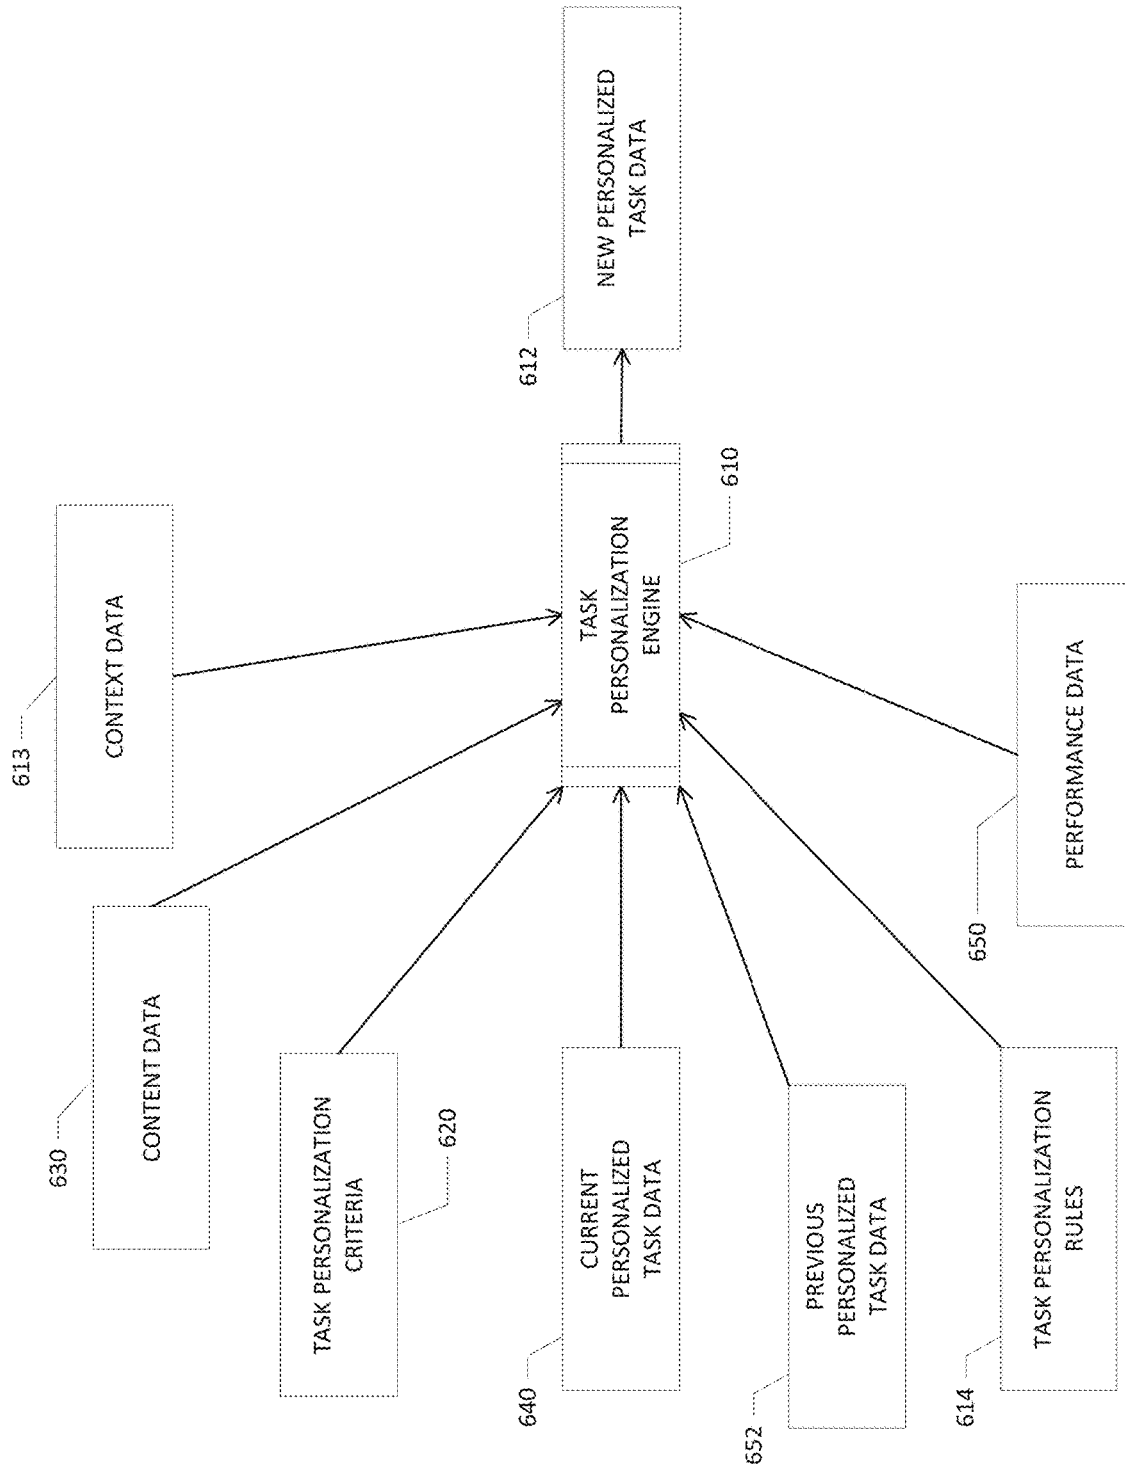 613
CONTEXT DATA
630
CONTENT DATA
TASK PERSONALIZATION
CRITERIA
620
640
CURRENT
PERSONALIZED
TASK DATA
652
PREVIOUS
PERSONALIZED
TASK DATA
614
TASK PERSONALIZATION
RULES
650
PERFORMANCE DATA
TASK
PERSONALIZATION
ENGINE
610
612
NEW PERSONALIZED
TASK DATA